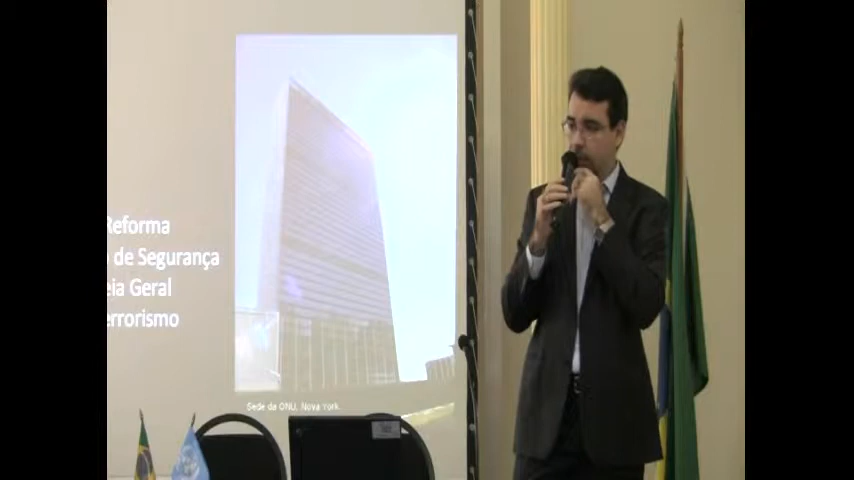 Reforma
de Segurança
eia Geral
errorismo
Sede da ONU, Nova York.